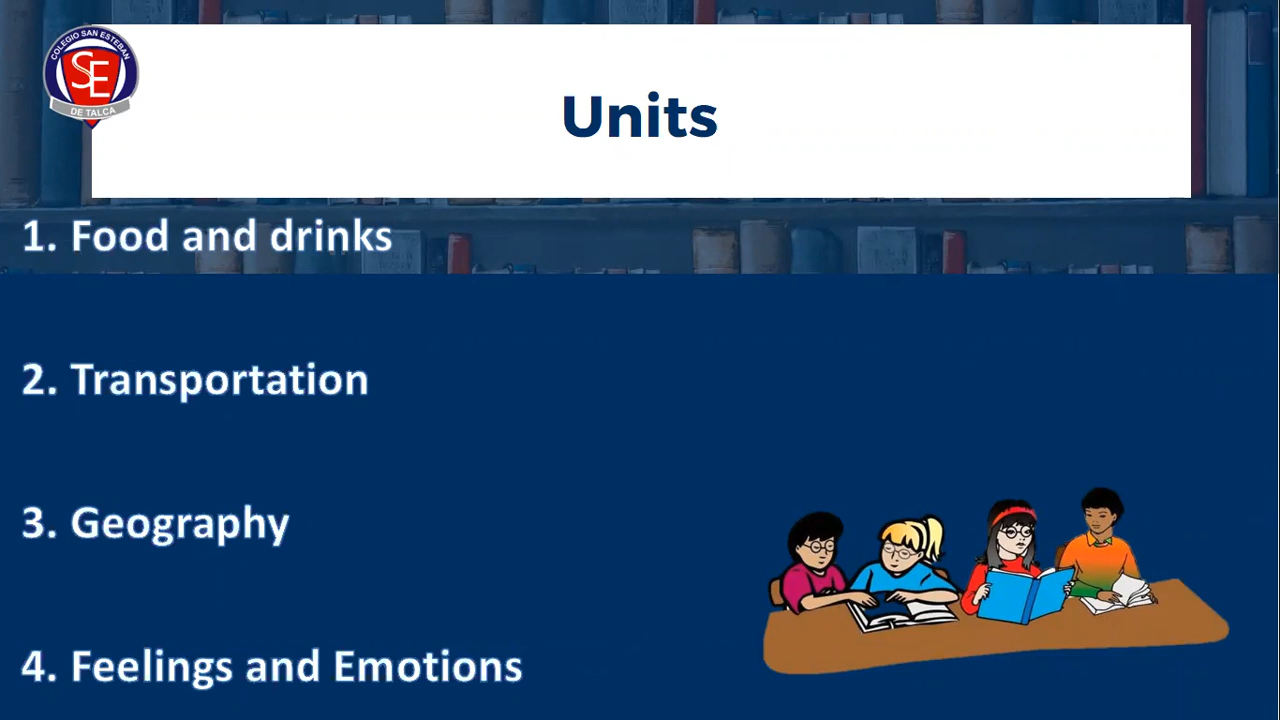 COLEGIO SAN ESTEBAN
SE
DE TALCA
Units
1. Food and drinks
2. Transportation
3. Geography
4. Feelings and Emotions